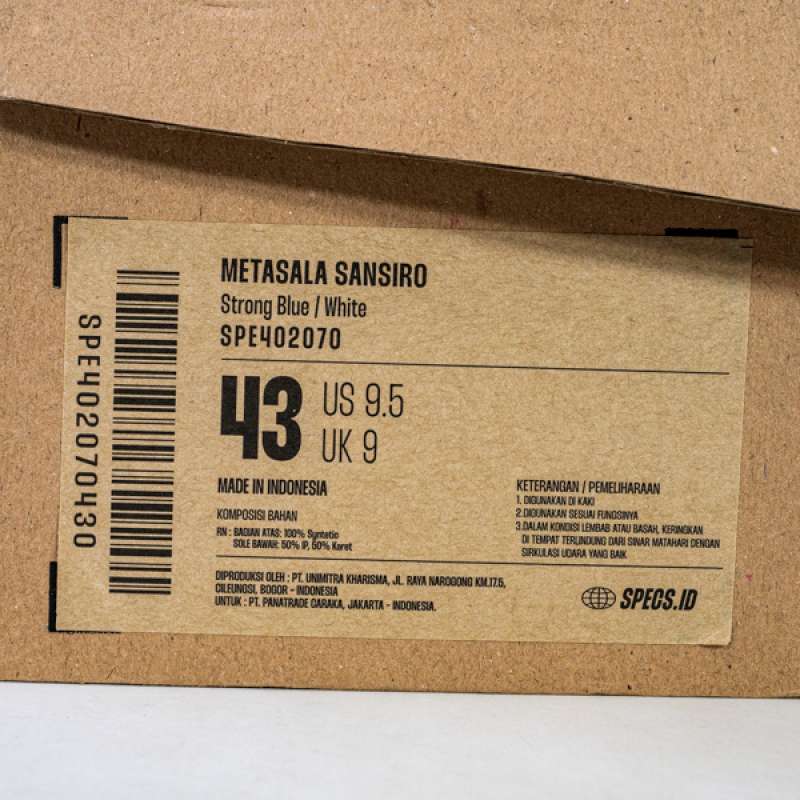 METASALA SANSIRO
Strong Blue / White
SPE402070
SPE402070430
43
US 9.5
UK 9
MADE IN INDONESIA
KOMPOSISI BAHAN
RN : BAGIAN ATAS: 100% Syntetic
SOLE BAWAH: 50% IP, 50% Karet
KETERANGAN / PEMELIHARAAN
1. DIGUNAKAN DI KAKI
2.DIGUNAKAN SESUAI FUNGSINYA
3.DALAM KONDISI LEMBAB ATAU BASAH, KERINGKAN
DI TEMPAT TERLINDUNG DARI SINAR MATAHARI DENGAN
SIRKULASI UDARA YANG BAIK
DIPRODUKSI OLEH : PT. UNIMITRA KHARISMA, JL. RAYA NAROGONG KM.17.5,
CILEUNGSI, BOGOR - INDONESIA
UNTUK : PT. PANATRADE CARAKA, JAKARTA - INDONESIA.
SPECS.ID